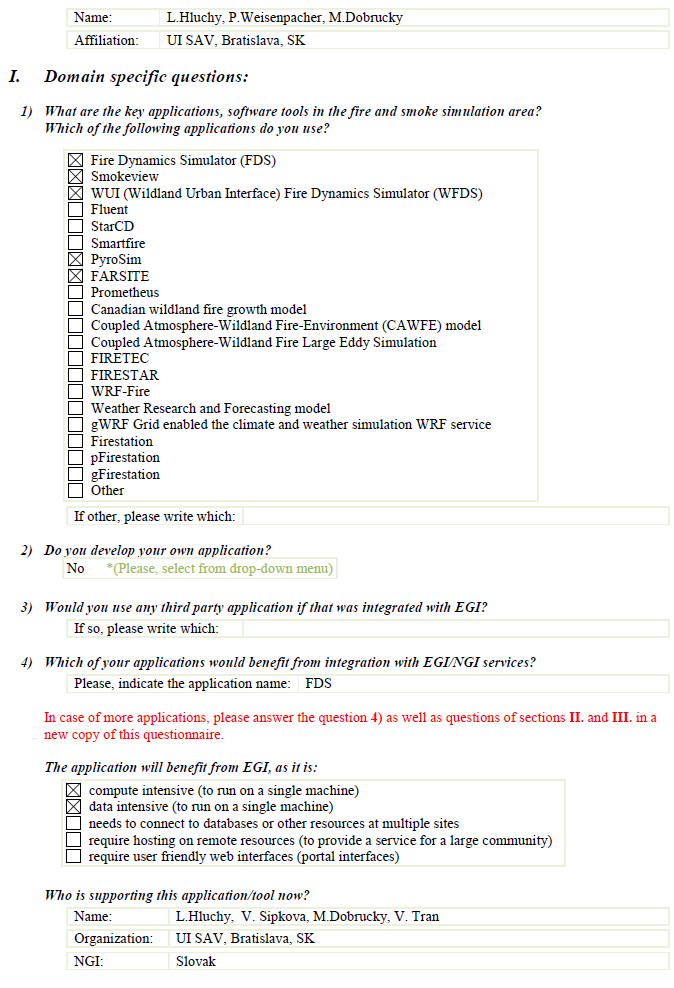 Name: L.Hluchy, P.Weisenpacher, M.Dobrucky
Affiliation: UI SAV, Bratislava, SK
I. Domain specific questions:
1) What are the key applications, software tools in the fire and smoke simulation area?
Which of the following applications do you use?
☒ Fire Dynamics Simulator (FDS)
☒ Smokeview
☒ WUI (Wildland Urban Interface) Fire Dynamics Simulator (WFDS)
☐ Fluent
☐ StarCD
☐ Smartfire
☒ PyroSim
☒ FARSITE
☐ Prometheus
☐ Canadian wildland fire growth model
☐ Coupled Atmosphere-Wildland Fire-Environment (CAWFE) model
☐ Coupled Atmosphere-Wildland Fire Large Eddy Simulation
☐ FIRETEC
☐ FIRESTAR
☐ WRF-Fire
☐ Weather Research and Forecasting model
☐ gWRF Grid enabled the climate and weather simulation WRF service
☐ Firestation
☐ pFirestation
☐ gFirestation
☐ Other
If other, please write which:
2) Do you develop your own application?
No *(Please, select from drop-down menu)
3) Would you use any third party application if that was integrated with EGI?
If so, please write which:
4) Which of your applications would benefit from integration with EGI/NGI services?
Please, indicate the application name: FDS
In case of more applications, please answer the question 4) as well as questions of sections II. and III. in a
new copy of this questionnaire.
The application will benefit from EGI, as it is:
☒ compute intensive (to run on a single machine)
☒ data intensive (to run on a single machine)
☐ needs to connect to databases or other resources at multiple sites
☐ require hosting on remote resources (to provide a service for a large community)
☐ require user friendly web interfaces (portal interfaces)
Who is supporting this application/tool now?
Name: L.Hluchy, V. Sipkova, M.Dobrucky, V. Tran
Organization: UI SAV, Bratislava, SK
NGI: Slovak